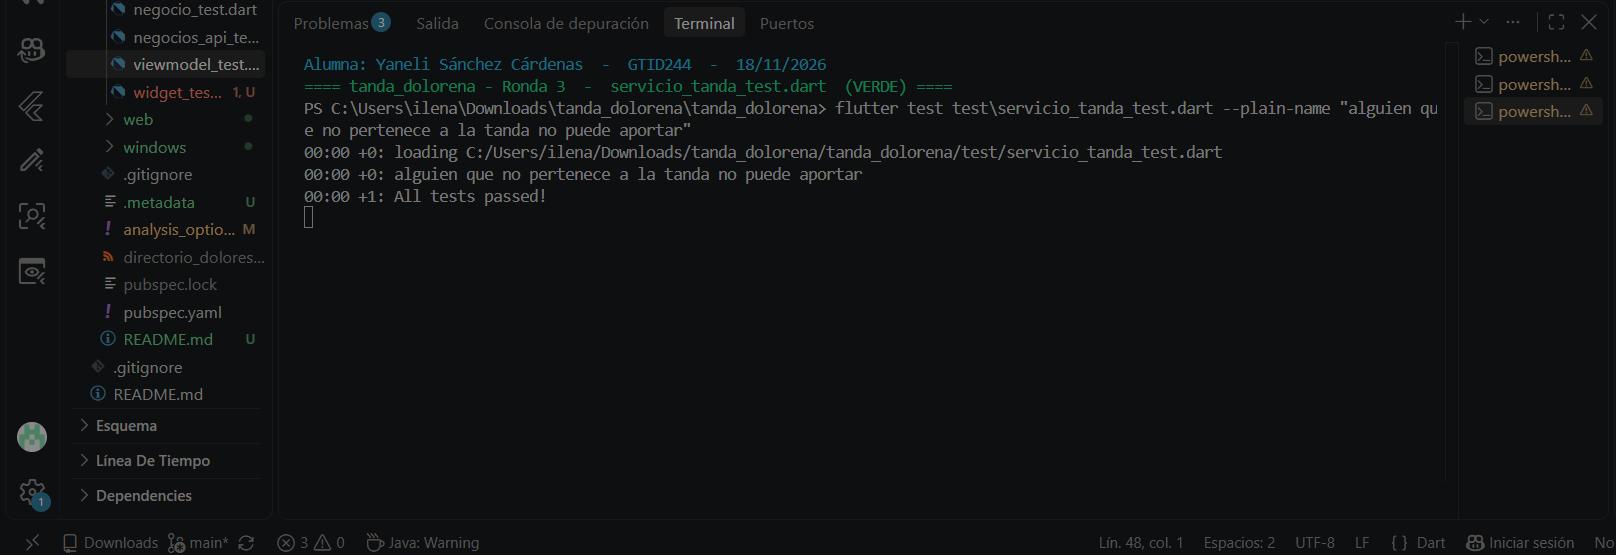 negocio_test.dart
negocios_api_te...
viewmodel_test....
widget_tes... 1, U
web
windows
.gitignore
.metadata U
analysis_optio... M
directorio_dolores...
pubspec.lock
pubspec.yaml
README.md U
.gitignore
README.md
Esquema
Línea De Tiempo
Dependencies
1
Problemas 3 Salida Consola de depuración Terminal Puertos
Alumna: Yaneli Sánchez Cárdenas - GTID244 - 18/11/2026
==== tanda_dolorena - Ronda 3 - servicio_tanda_test.dart (VERDE) ====
PS C:\Users\ilena\Downloads\tanda_dolorena\tanda_dolorena> flutter test test\servicio_tanda_test.dart --plain-name "alguien qu
e no pertenece a la tanda no puede aportar"
00:00 +0: loading C:/Users/ilena/Downloads/tanda_dolorena/tanda_dolorena/test/servicio_tanda_test.dart
00:00 +0: alguien que no pertenece a la tanda no puede aportar
00:00 +1: All tests passed!
powersh...
powersh...
powersh...
Downloads main* 3 0 Java: Warning Lín. 48, col. 1 Espacios: 2 UTF-8 LF { } Dart Iniciar sesión No